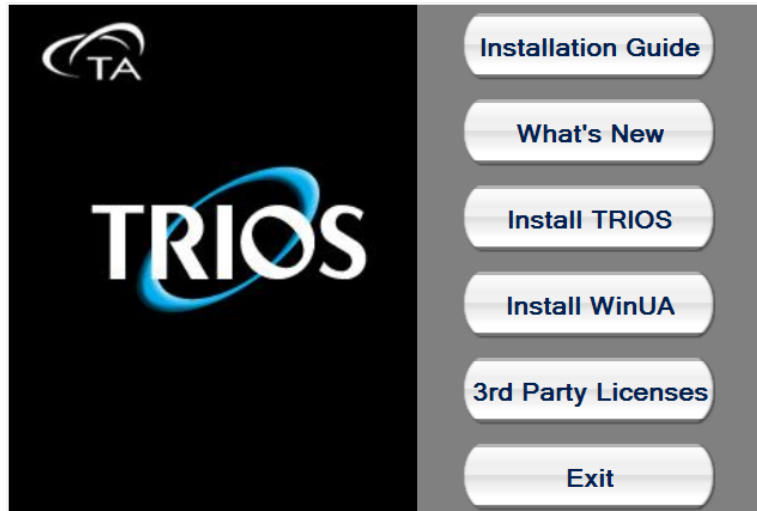 TA
TRIOS
Installation Guide
What's New
Install TRIOS
Install WinUA
3rd Party Licenses
Exit